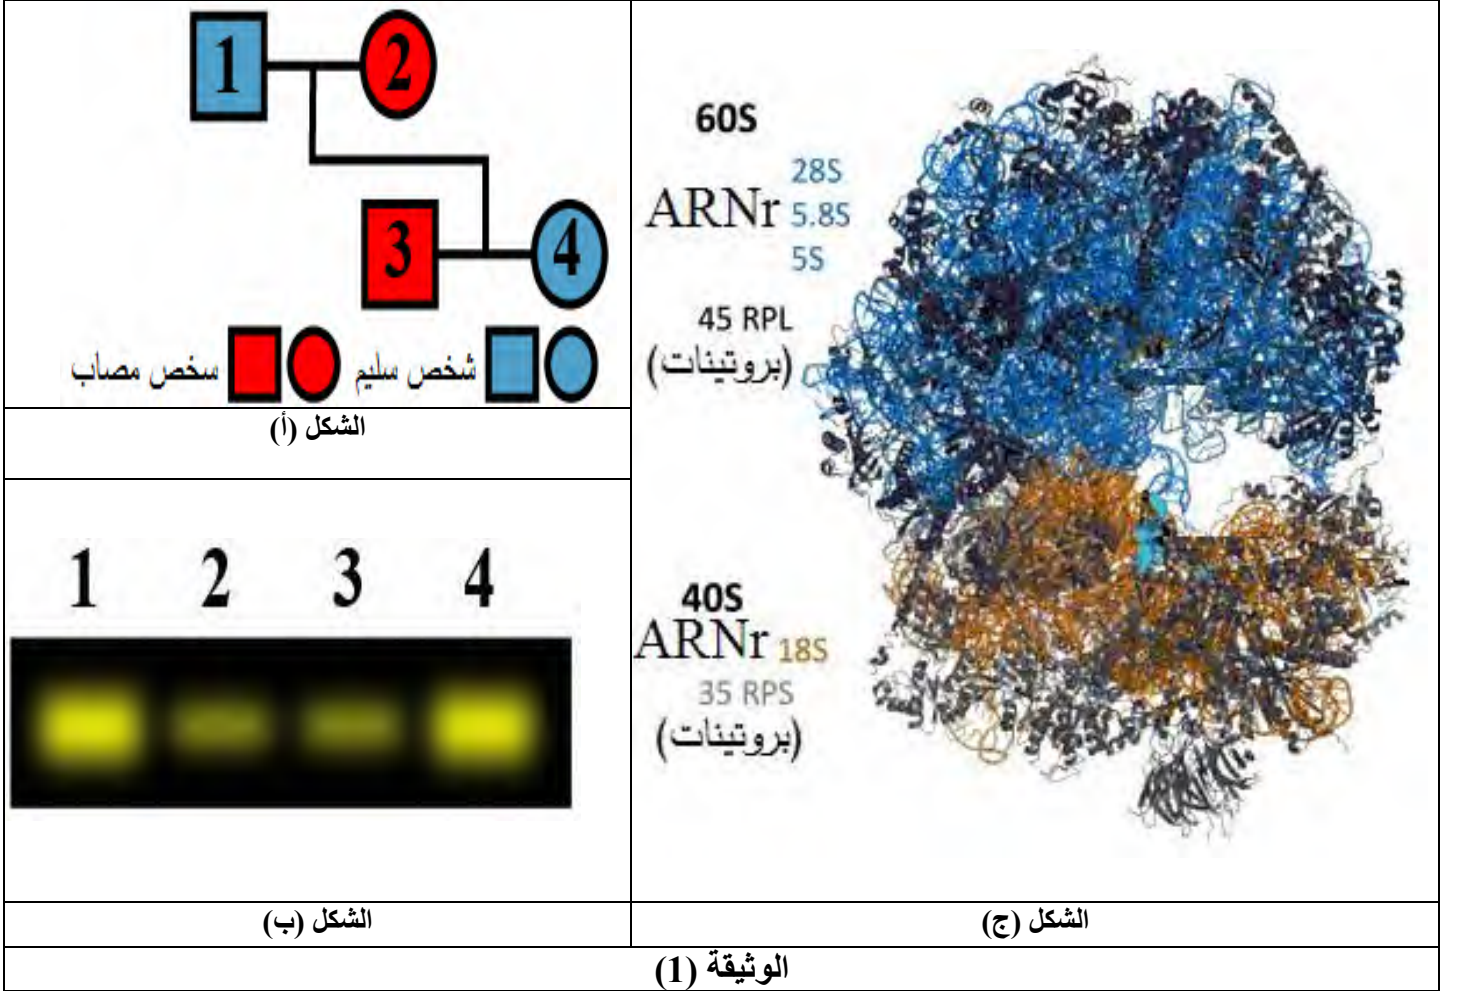 1
2
3
4
شخص سليم
سخص مصاب
الشكل (أ)
1 2 3 4
الشكل (ب)
60S
ARNr
28S
5.8S
5S
45 RPL
(بروتينات)
40S
ARNr 18S
35 RPS
(بروتينات)
الشكل (ج)
الوثيقة (1)